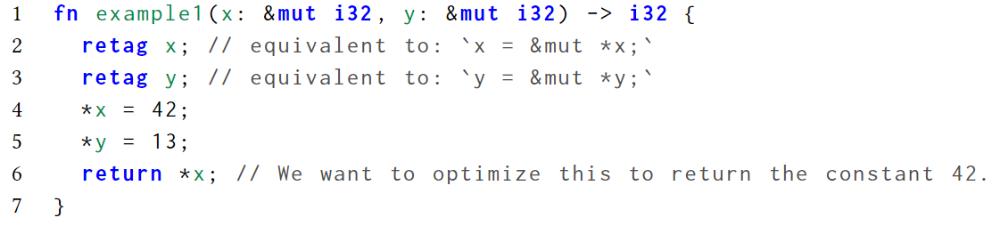 1 fn example1(x: &mut i32, y: &mut i32) -> i32 {
2 retag x; // equivalent to: `x = &mut *x;`
3 retag y; // equivalent to: `y = &mut *y;`
4 *x = 42;
5 *y = 13;
6 return *x; // We want to optimize this to return the constant 42.
7 }